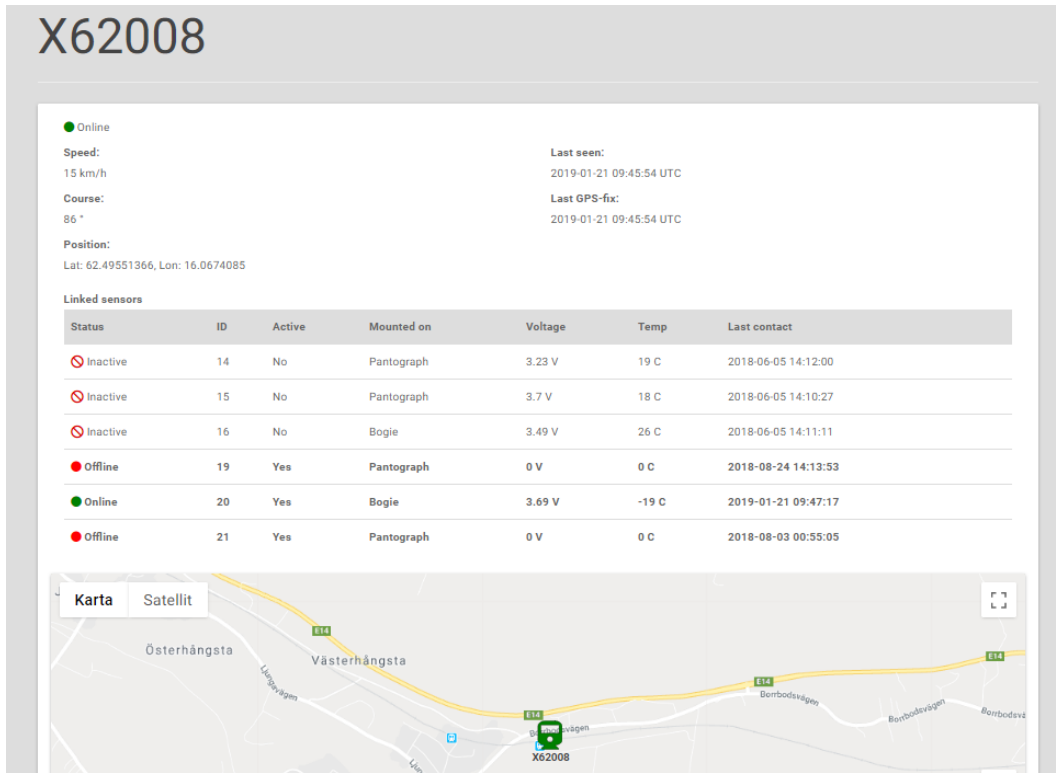 X62008
Online
Speed:
15 km/h
Last seen:
2019-01-21 09:45:54 UTC
Course:
86 °
Last GPS-fix:
2019-01-21 09:45:54 UTC
Position:
Lat: 62.49551366, Lon: 16.0674085
Linked sensors
Status ID Active Mounted on Voltage Temp Last contact
Inactive 14 No Pantograph 3.23 V 19 C 2018-06-05 14:12:00
Inactive 15 No Pantograph 3.7 V 18 C 2018-06-05 14:10:27
Inactive 16 No Bogie 3.49 V 26 C 2018-06-05 14:11:11
Offline 19 Yes Pantograph 0 V 0 C 2018-08-24 14:13:53
Online 20 Yes Bogie 3.69 V -19 C 2019-01-21 09:47:17
Offline 21 Yes Pantograph 0 V 0 C 2018-08-03 00:55:05
Karta Satellit
E14
Österhångsta
Västerhångsta
Ljungavägen
E14
E14
Borrbodsvägen
Borrbodsvägen
E14
X62008